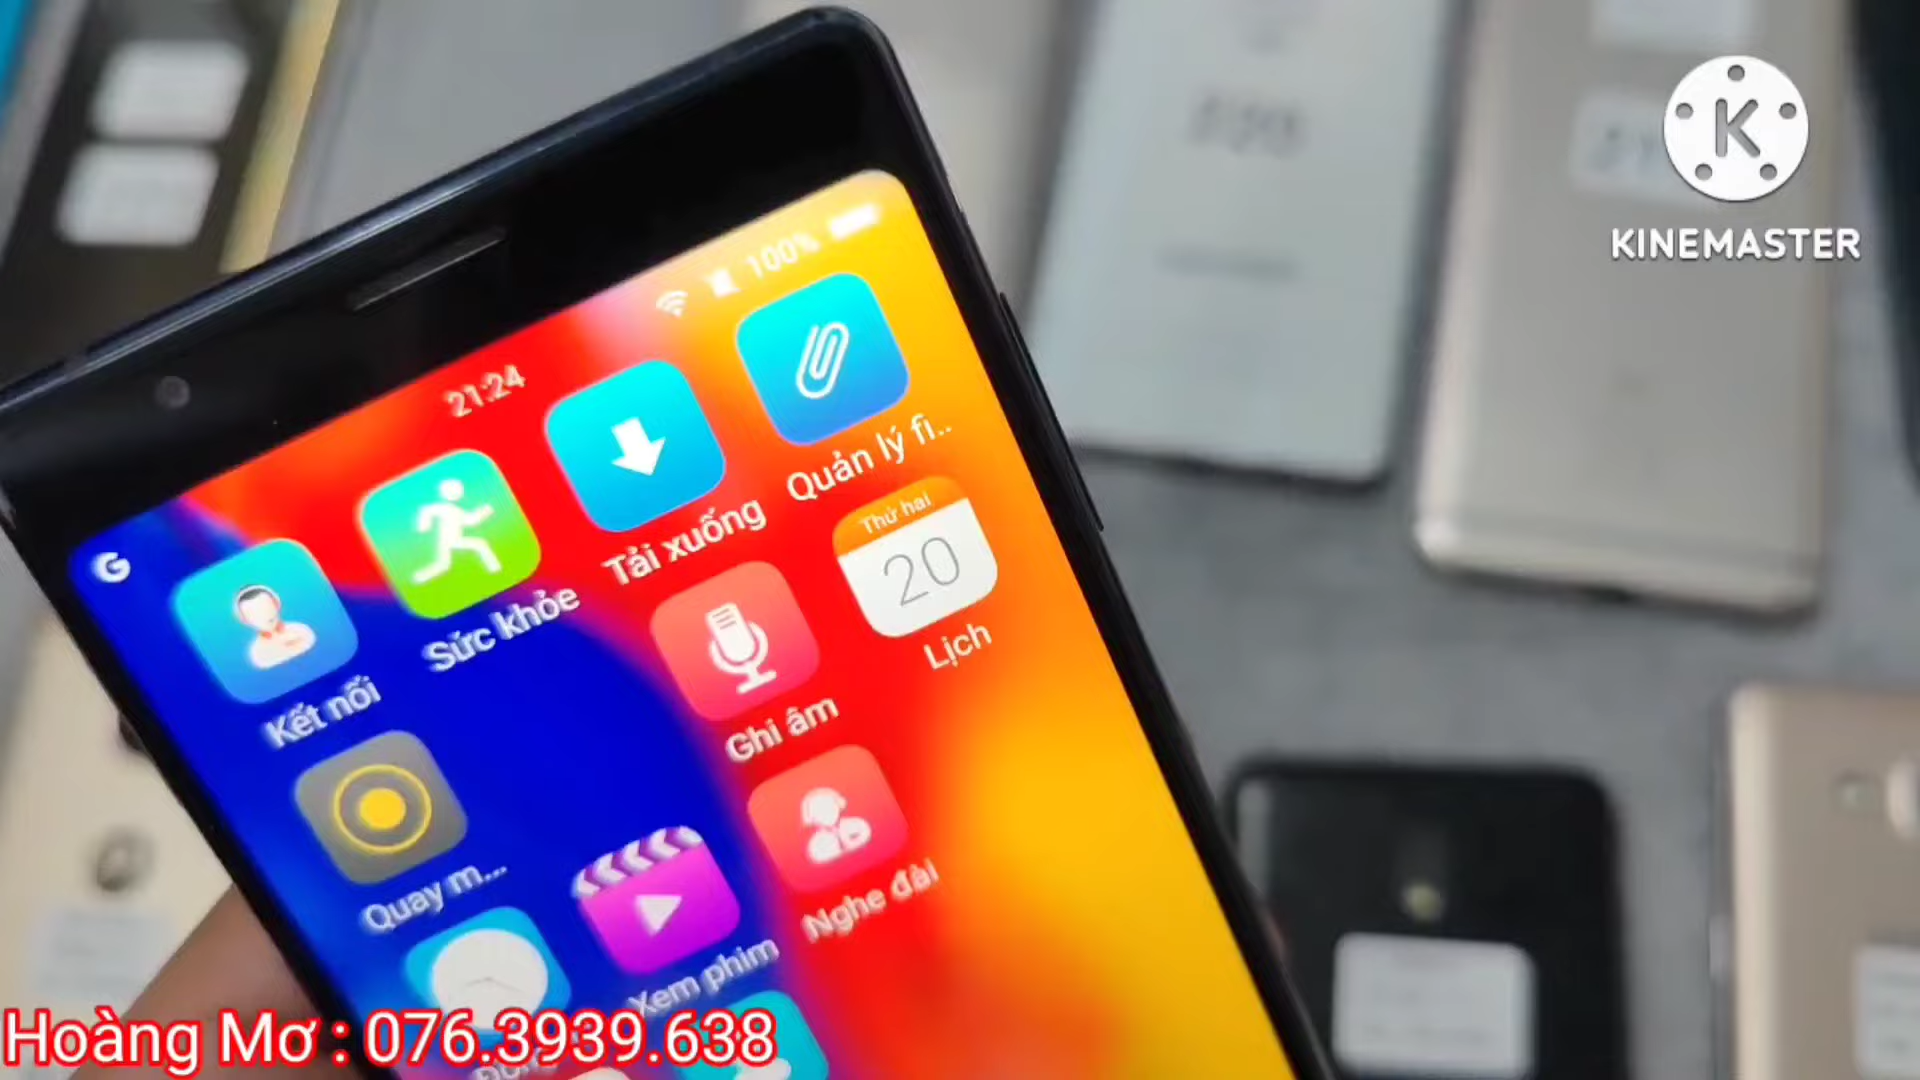 K
KINEMASTER
100%
21:24
G
Quản lý fi..
Tải xuống
Sức khỏe
Kết nối
Thứ hai
20
Lịch
Ghi âm
Quay m...
Nghe đài
Xem phim
Hoàng Mơ : 076.3939.638